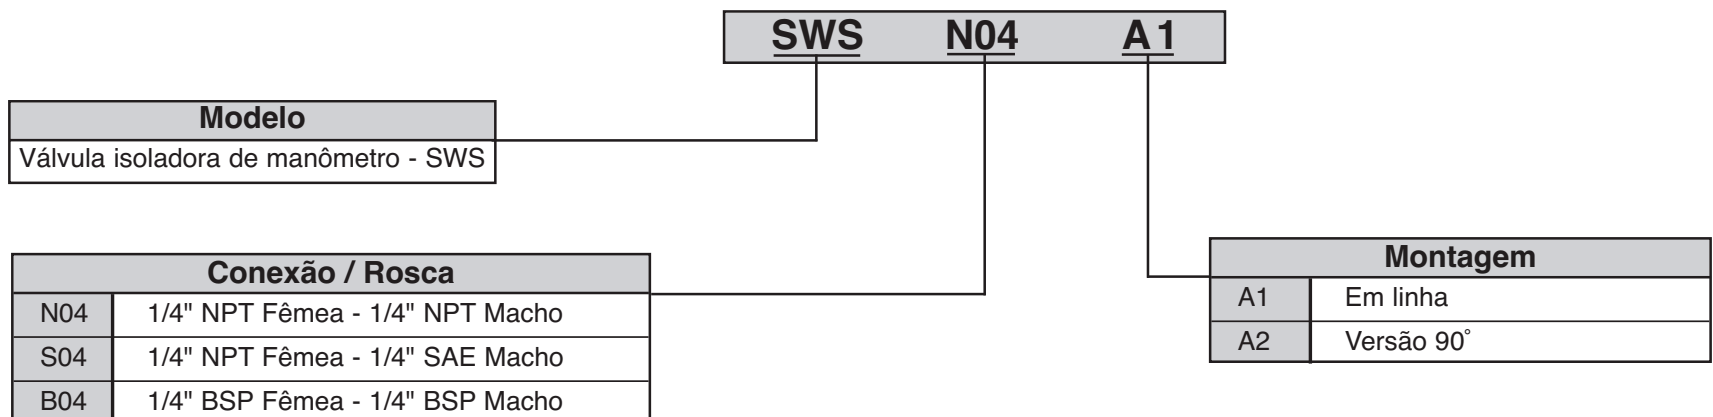 SWS N04 A1
Modelo
Válvula isoladora de manômetro - SWS
Conexão / Rosca
N04 1/4" NPT Fêmea - 1/4" NPT Macho
S04 1/4" NPT Fêmea - 1/4" SAE Macho
B04 1/4" BSP Fêmea - 1/4" BSP Macho
Montagem
A1 Em linha
A2 Versão 90°